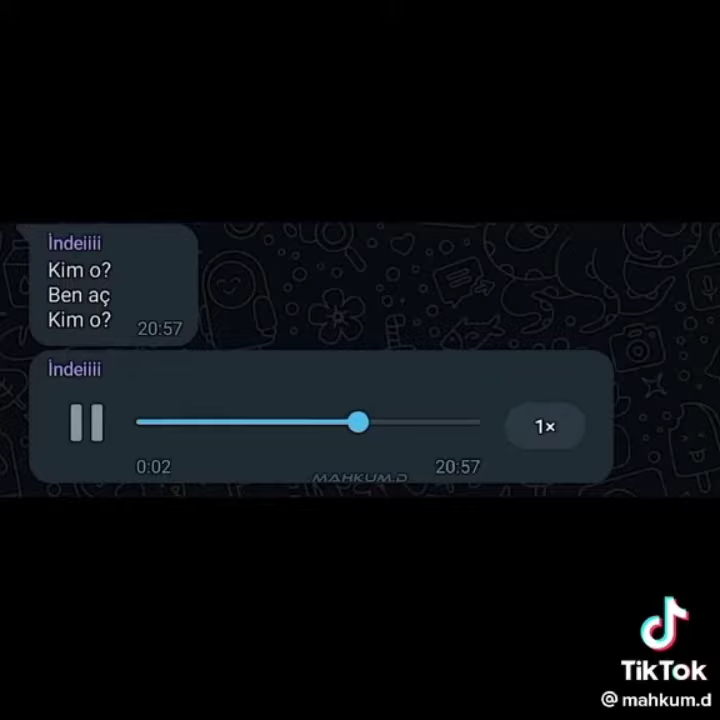 İndeiiii
Kim o?
Ben aç
Kim o?
20:57
İndeiiii
1×
0:02
20:57
MAHKUM.D
TikTok
@mahkum.d